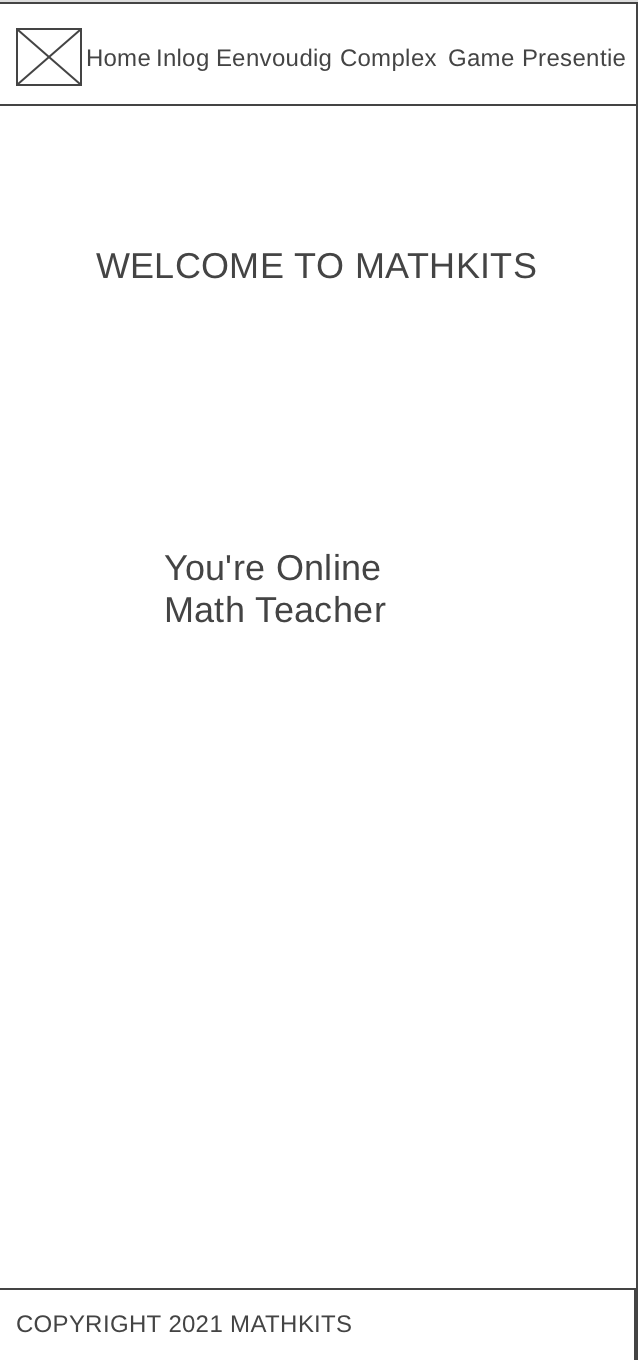 Home Inlog Eenvoudig Complex Game Presentie
WELCOME TO MATHKITS
You're Online
Math Teacher
COPYRIGHT 2021 MATHKITS